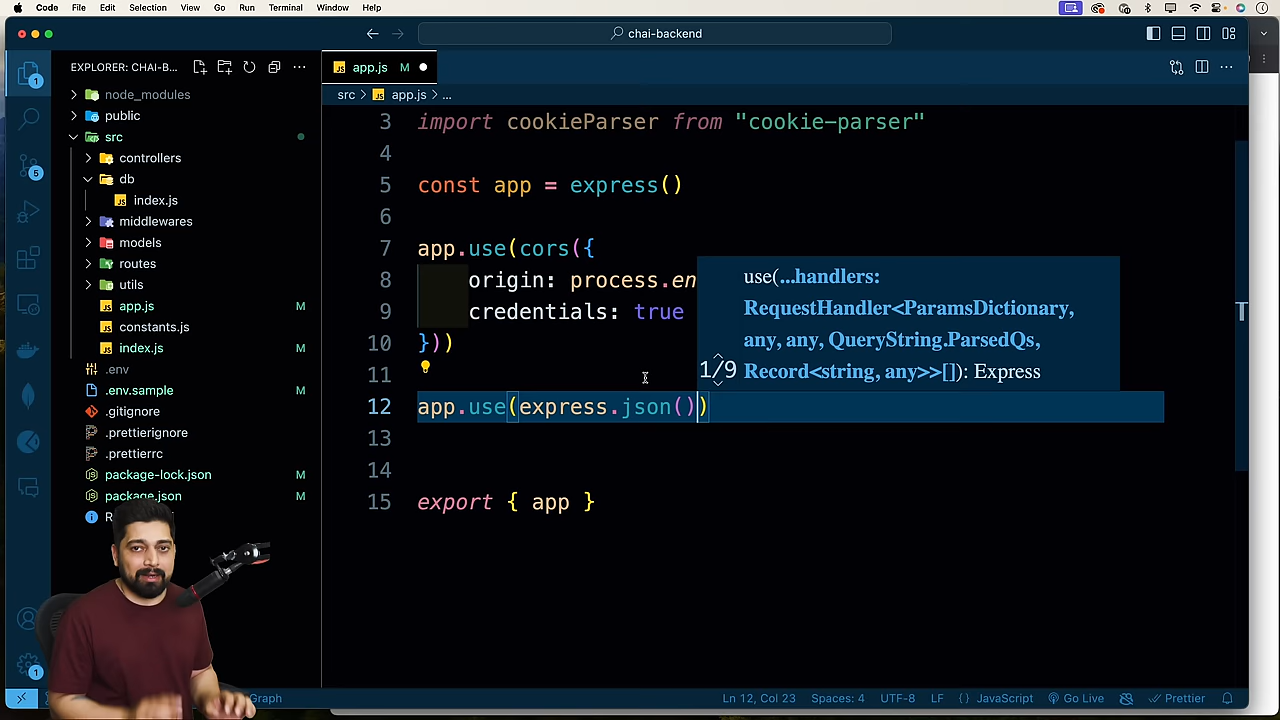 Code File Edit Selection View Go Run Terminal Window Help
chai-backend
EXPLORER: CHAI-B...
app.js M
src > app.js > ...
node_modules
public
src
controllers
db
index.js
middlewares
models
routes
utils
app.js M
constants.js
index.js M
.env
.env.sample M
.gitignore
.prettierignore
.prettierrc
package-lock.json M
package.json M
1
5
1
3 import cookieParser from "cookie-parser"
4
5 const app = express()
6
7 app.use(cors({
8 origin: process.en
9 credentials: true
10 }))
11
12 app.use(express.json())
13
14
15 export { app }
use(...handlers:
RequestHandler<ParamsDictionary,
any, any, QueryString.ParsedQs,
1/9 Record<string, any>>[]): Express
T
Graph
Ln 12, Col 23 Spaces: 4 UTF-8 LF {} JavaScript Go Live Prettier